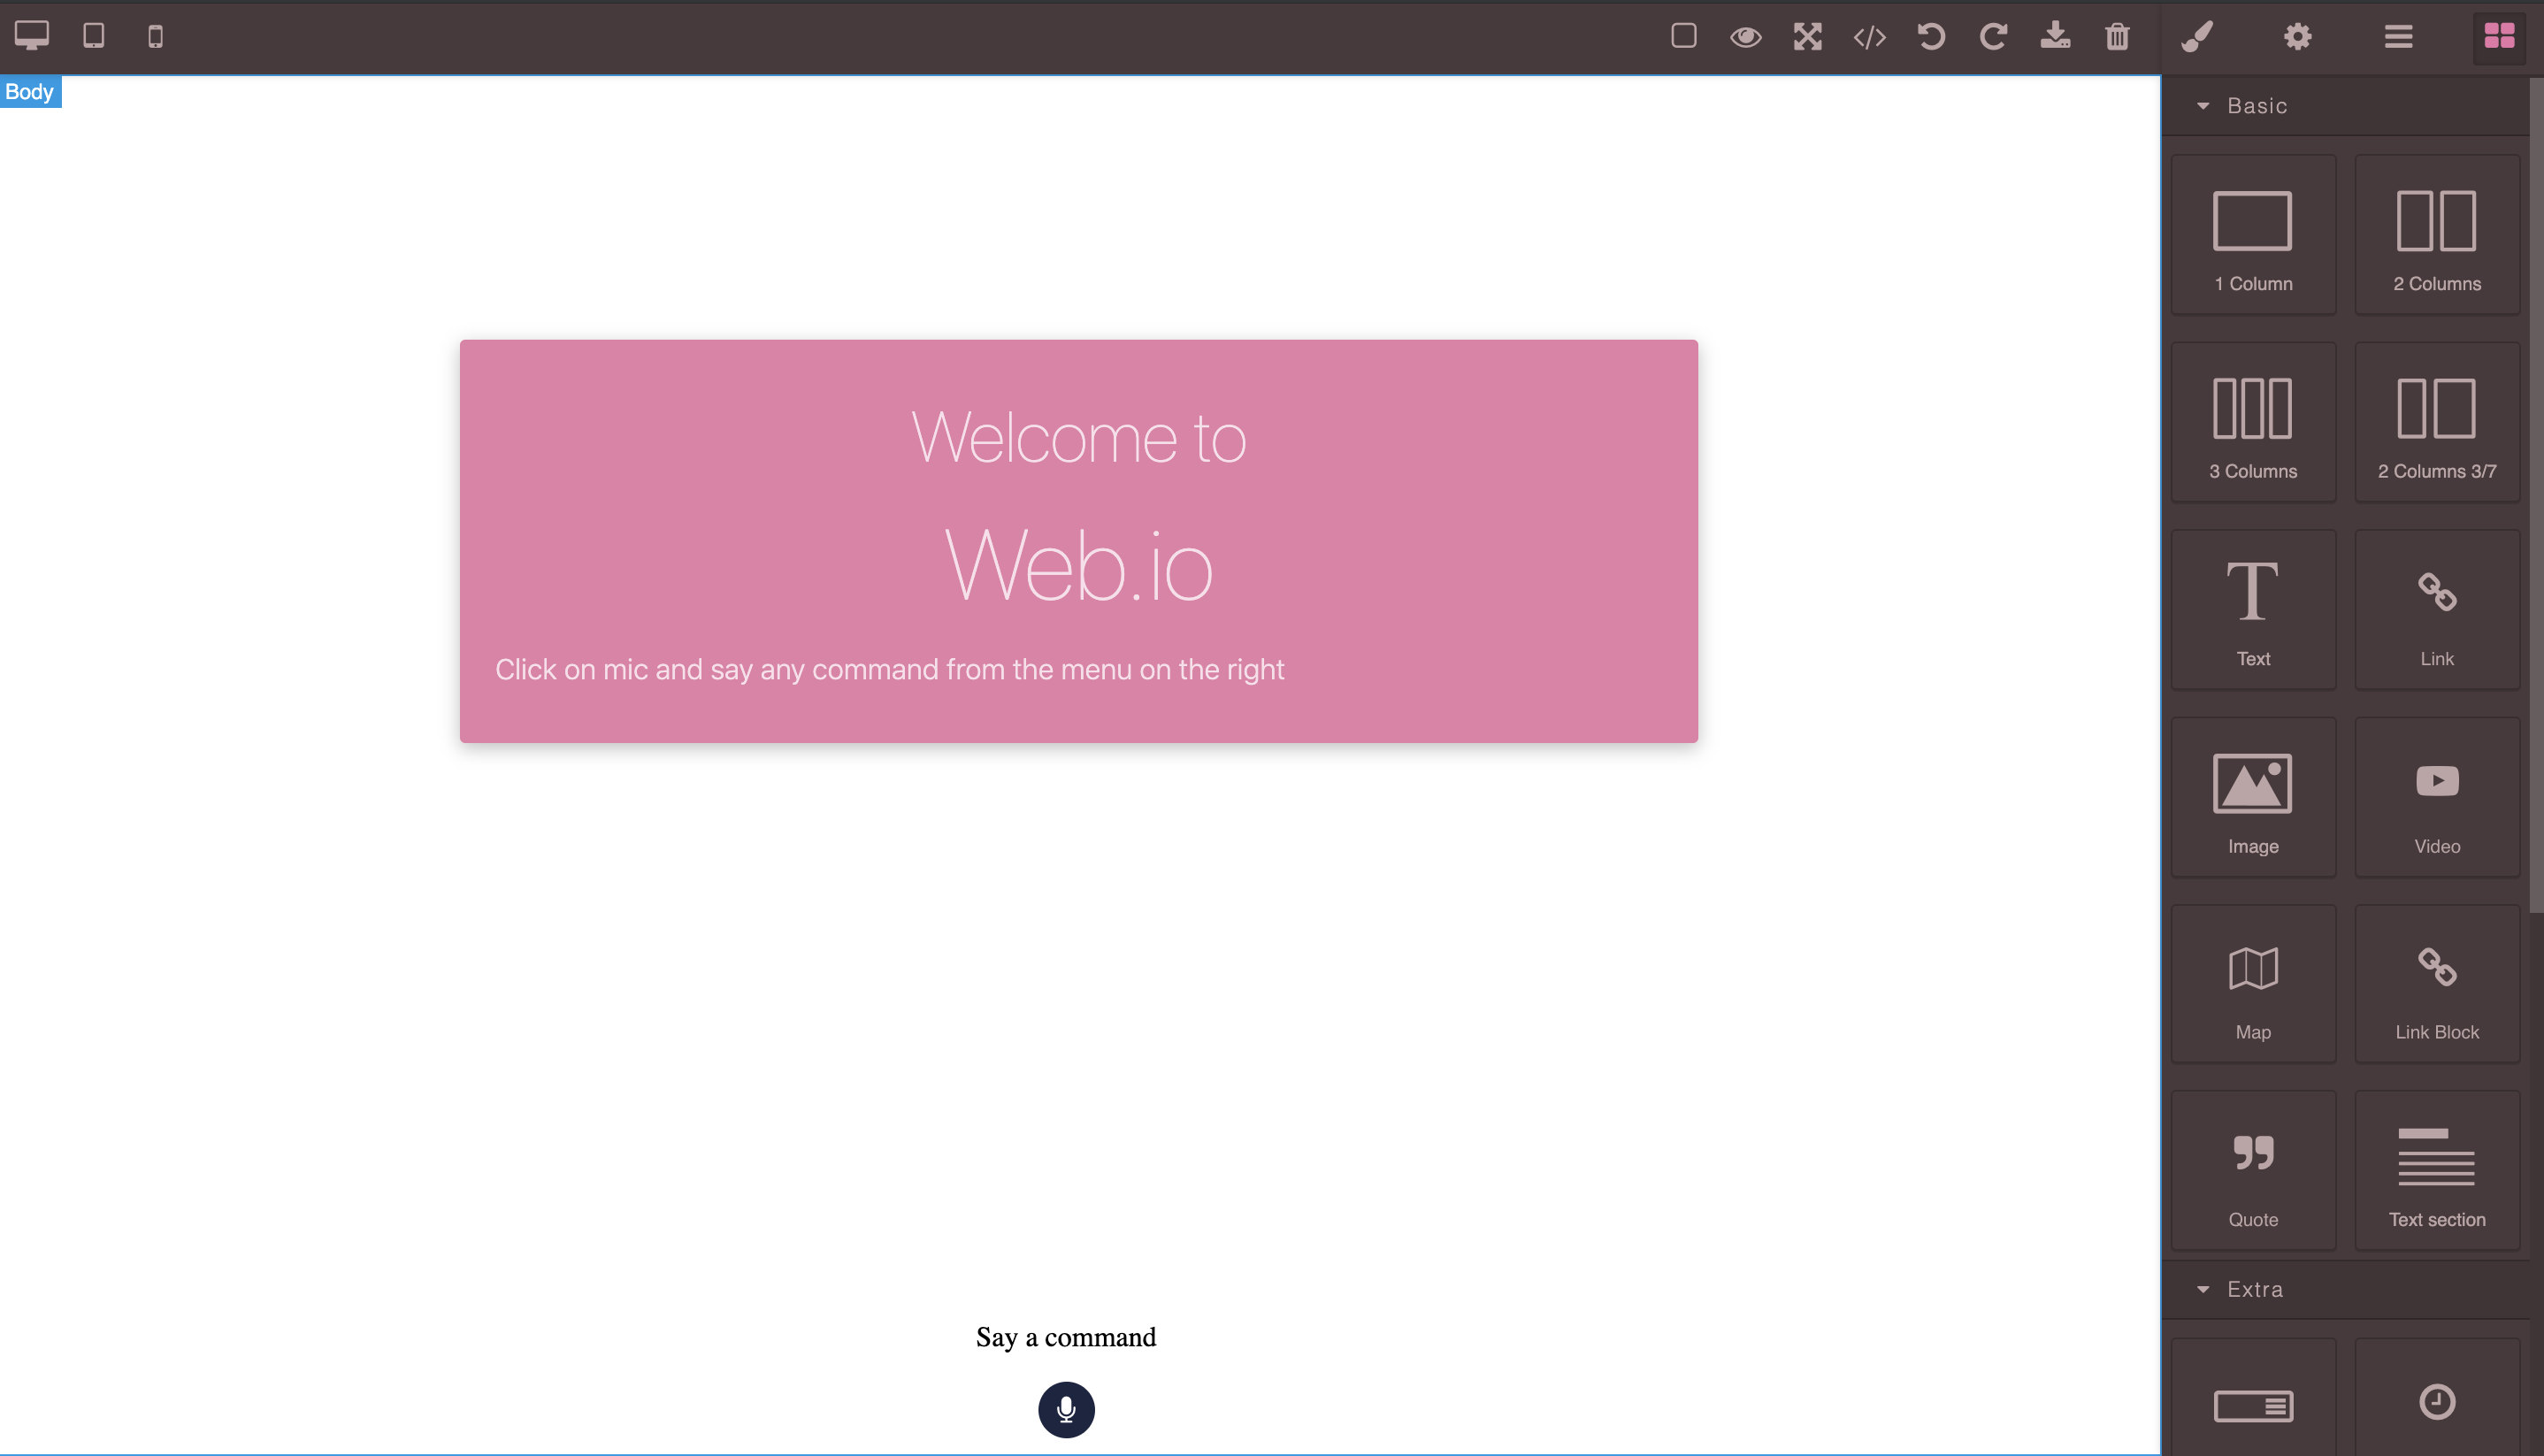 Body
Welcome to
Web.io
Click on mic and say any command from the menu on the right
Say a command
Basic
1 Column
2 Columns
3 Columns
2 Columns 3/7
Text
Link
Image
Video
Map
Link Block
Quote
Text section
Extra